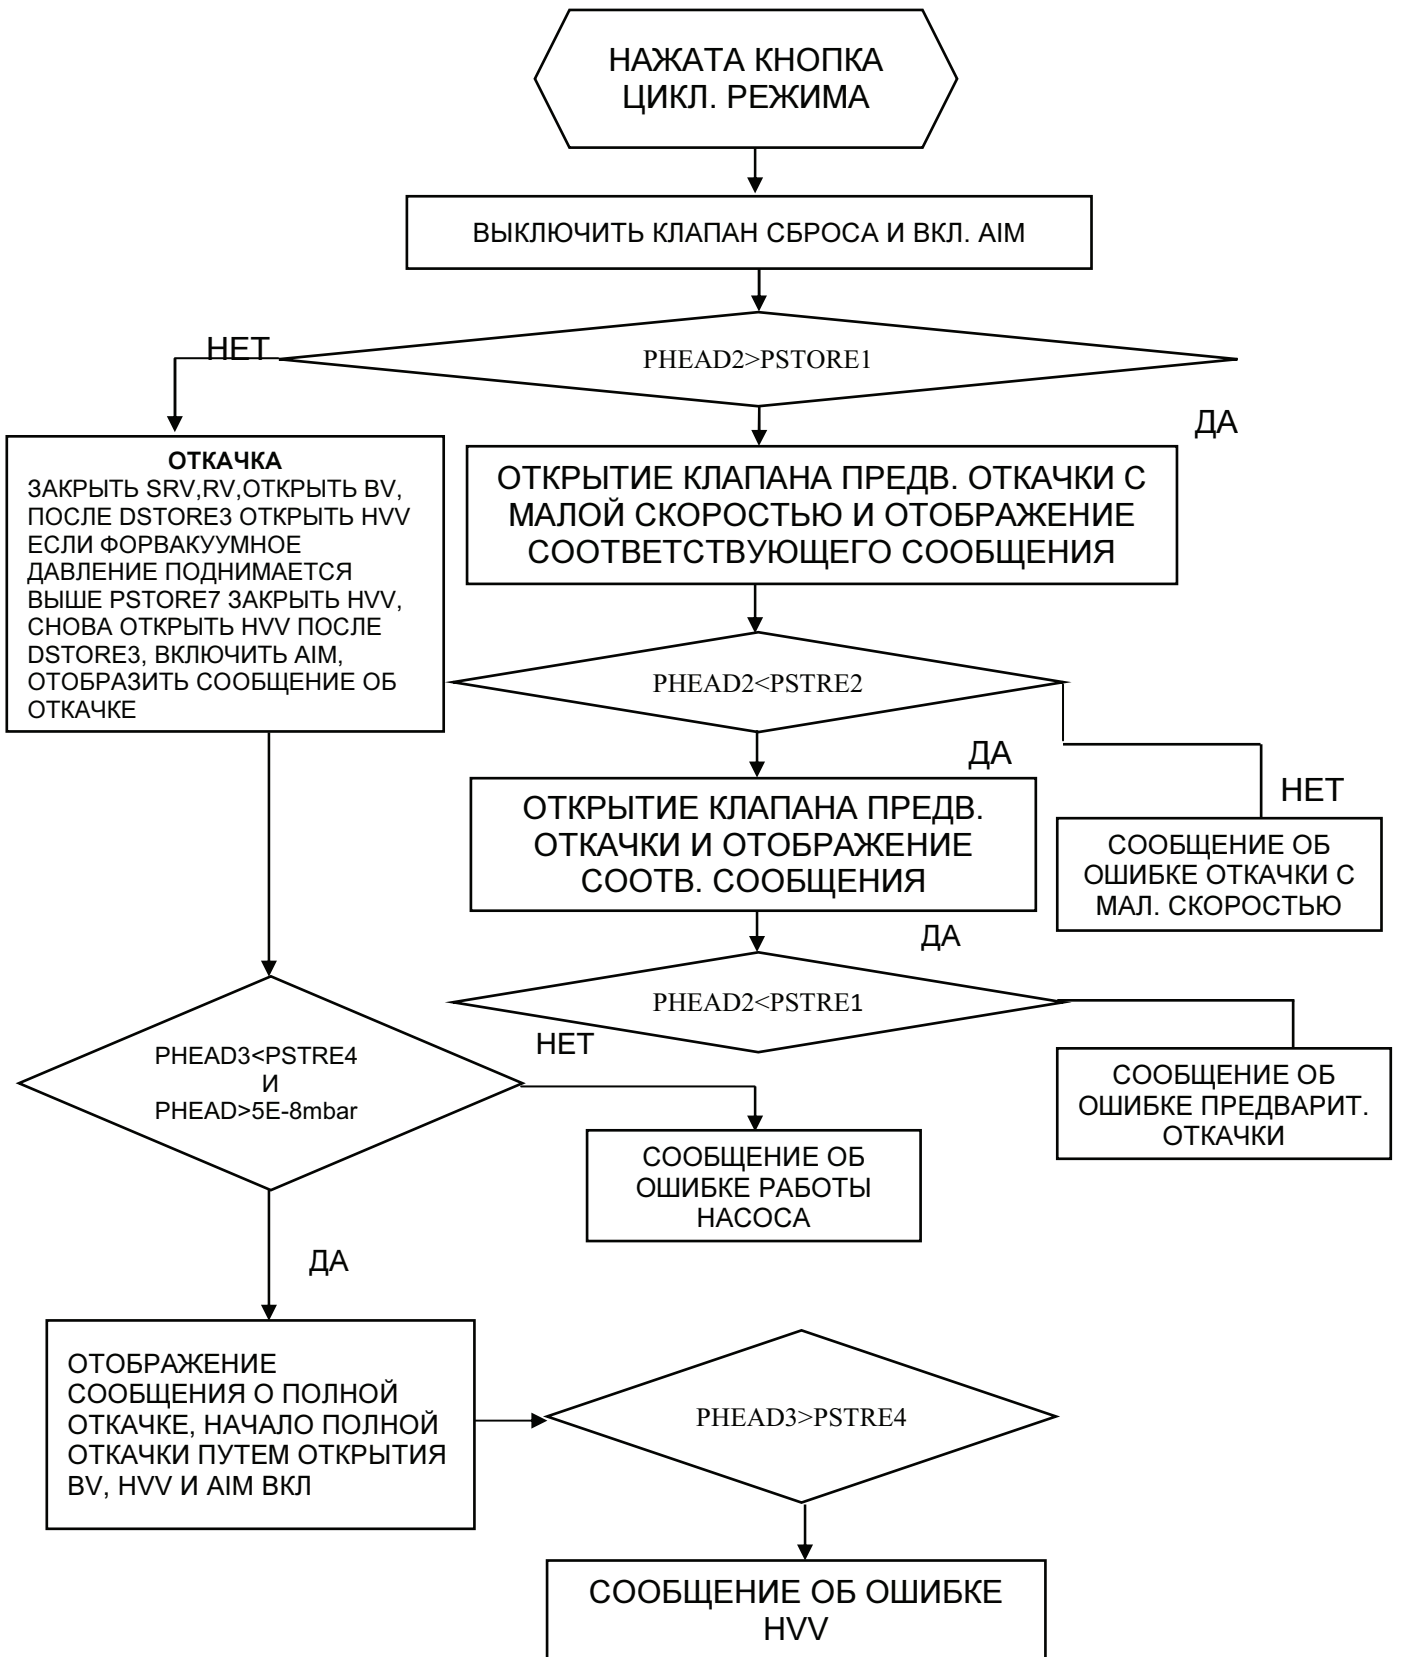 НАЖАТА КНОПКА
ЦИКЛ. РЕЖИМА
ВЫКЛЮЧИТЬ КЛАПАН СБРОСА И ВКЛ. AIM
НЕТ
PHEAD2>PSTORE1
ДА
ОТКАЧКА
ЗАКРЫТЬ SRV,RV,ОТКРЫТЬ BV,
ПОСЛЕ DSTORE3 ОТКРЫТЬ HVV
ЕСЛИ ФОРВАКУУМНОЕ
ДАВЛЕНИЕ ПОДНИМАЕТСЯ
ВЫШЕ PSTORE7 ЗАКРЫТЬ HVV,
СНОВА ОТКРЫТЬ HVV ПОСЛЕ
DSTORE3, ВКЛЮЧИТЬ AIM,
ОТОБРАЗИТЬ СООБЩЕНИЕ ОБ
ОТКАЧКЕ
ОТКРЫТИЕ КЛАПАНА ПРЕДВ. ОТКАЧКИ С
МАЛОЙ СКОРОСТЬЮ И ОТОБРАЖЕНИЕ
СООТВЕТСТВУЮЩЕГО СООБЩЕНИЯ
PHEAD2<PSTRE2
ДА
НЕТ
ОТКРЫТИЕ КЛАПАНА ПРЕДВ.
ОТКАЧКИ И ОТОБРАЖЕНИЕ
СООТВ. СООБЩЕНИЯ
СООБЩЕНИЕ ОБ
ОШИБКЕ ОТКАЧКИ С
МАЛ. СКОРОСТЬЮ
ДА
PHEAD2<PSTRE1
НЕТ
PHEAD3<PSTRE4
И
PHEAD>5E-8mbar
СООБЩЕНИЕ ОБ
ОШИБКЕ ПРЕДВАРИТ.
ОТКАЧКИ
СООБЩЕНИЕ ОБ
ОШИБКЕ РАБОТЫ
НАСОСА
ДА
ОТОБРАЖЕНИЕ
СООБЩЕНИЯ О ПОЛНОЙ
ОТКАЧКЕ, НАЧАЛО ПОЛНОЙ
ОТКАЧКИ ПУТЕМ ОТКРЫТИЯ
BV, HVV И AIM ВКЛ
PHEAD3>PSTRE4
СООБЩЕНИЕ ОБ ОШИБКЕ
HVV